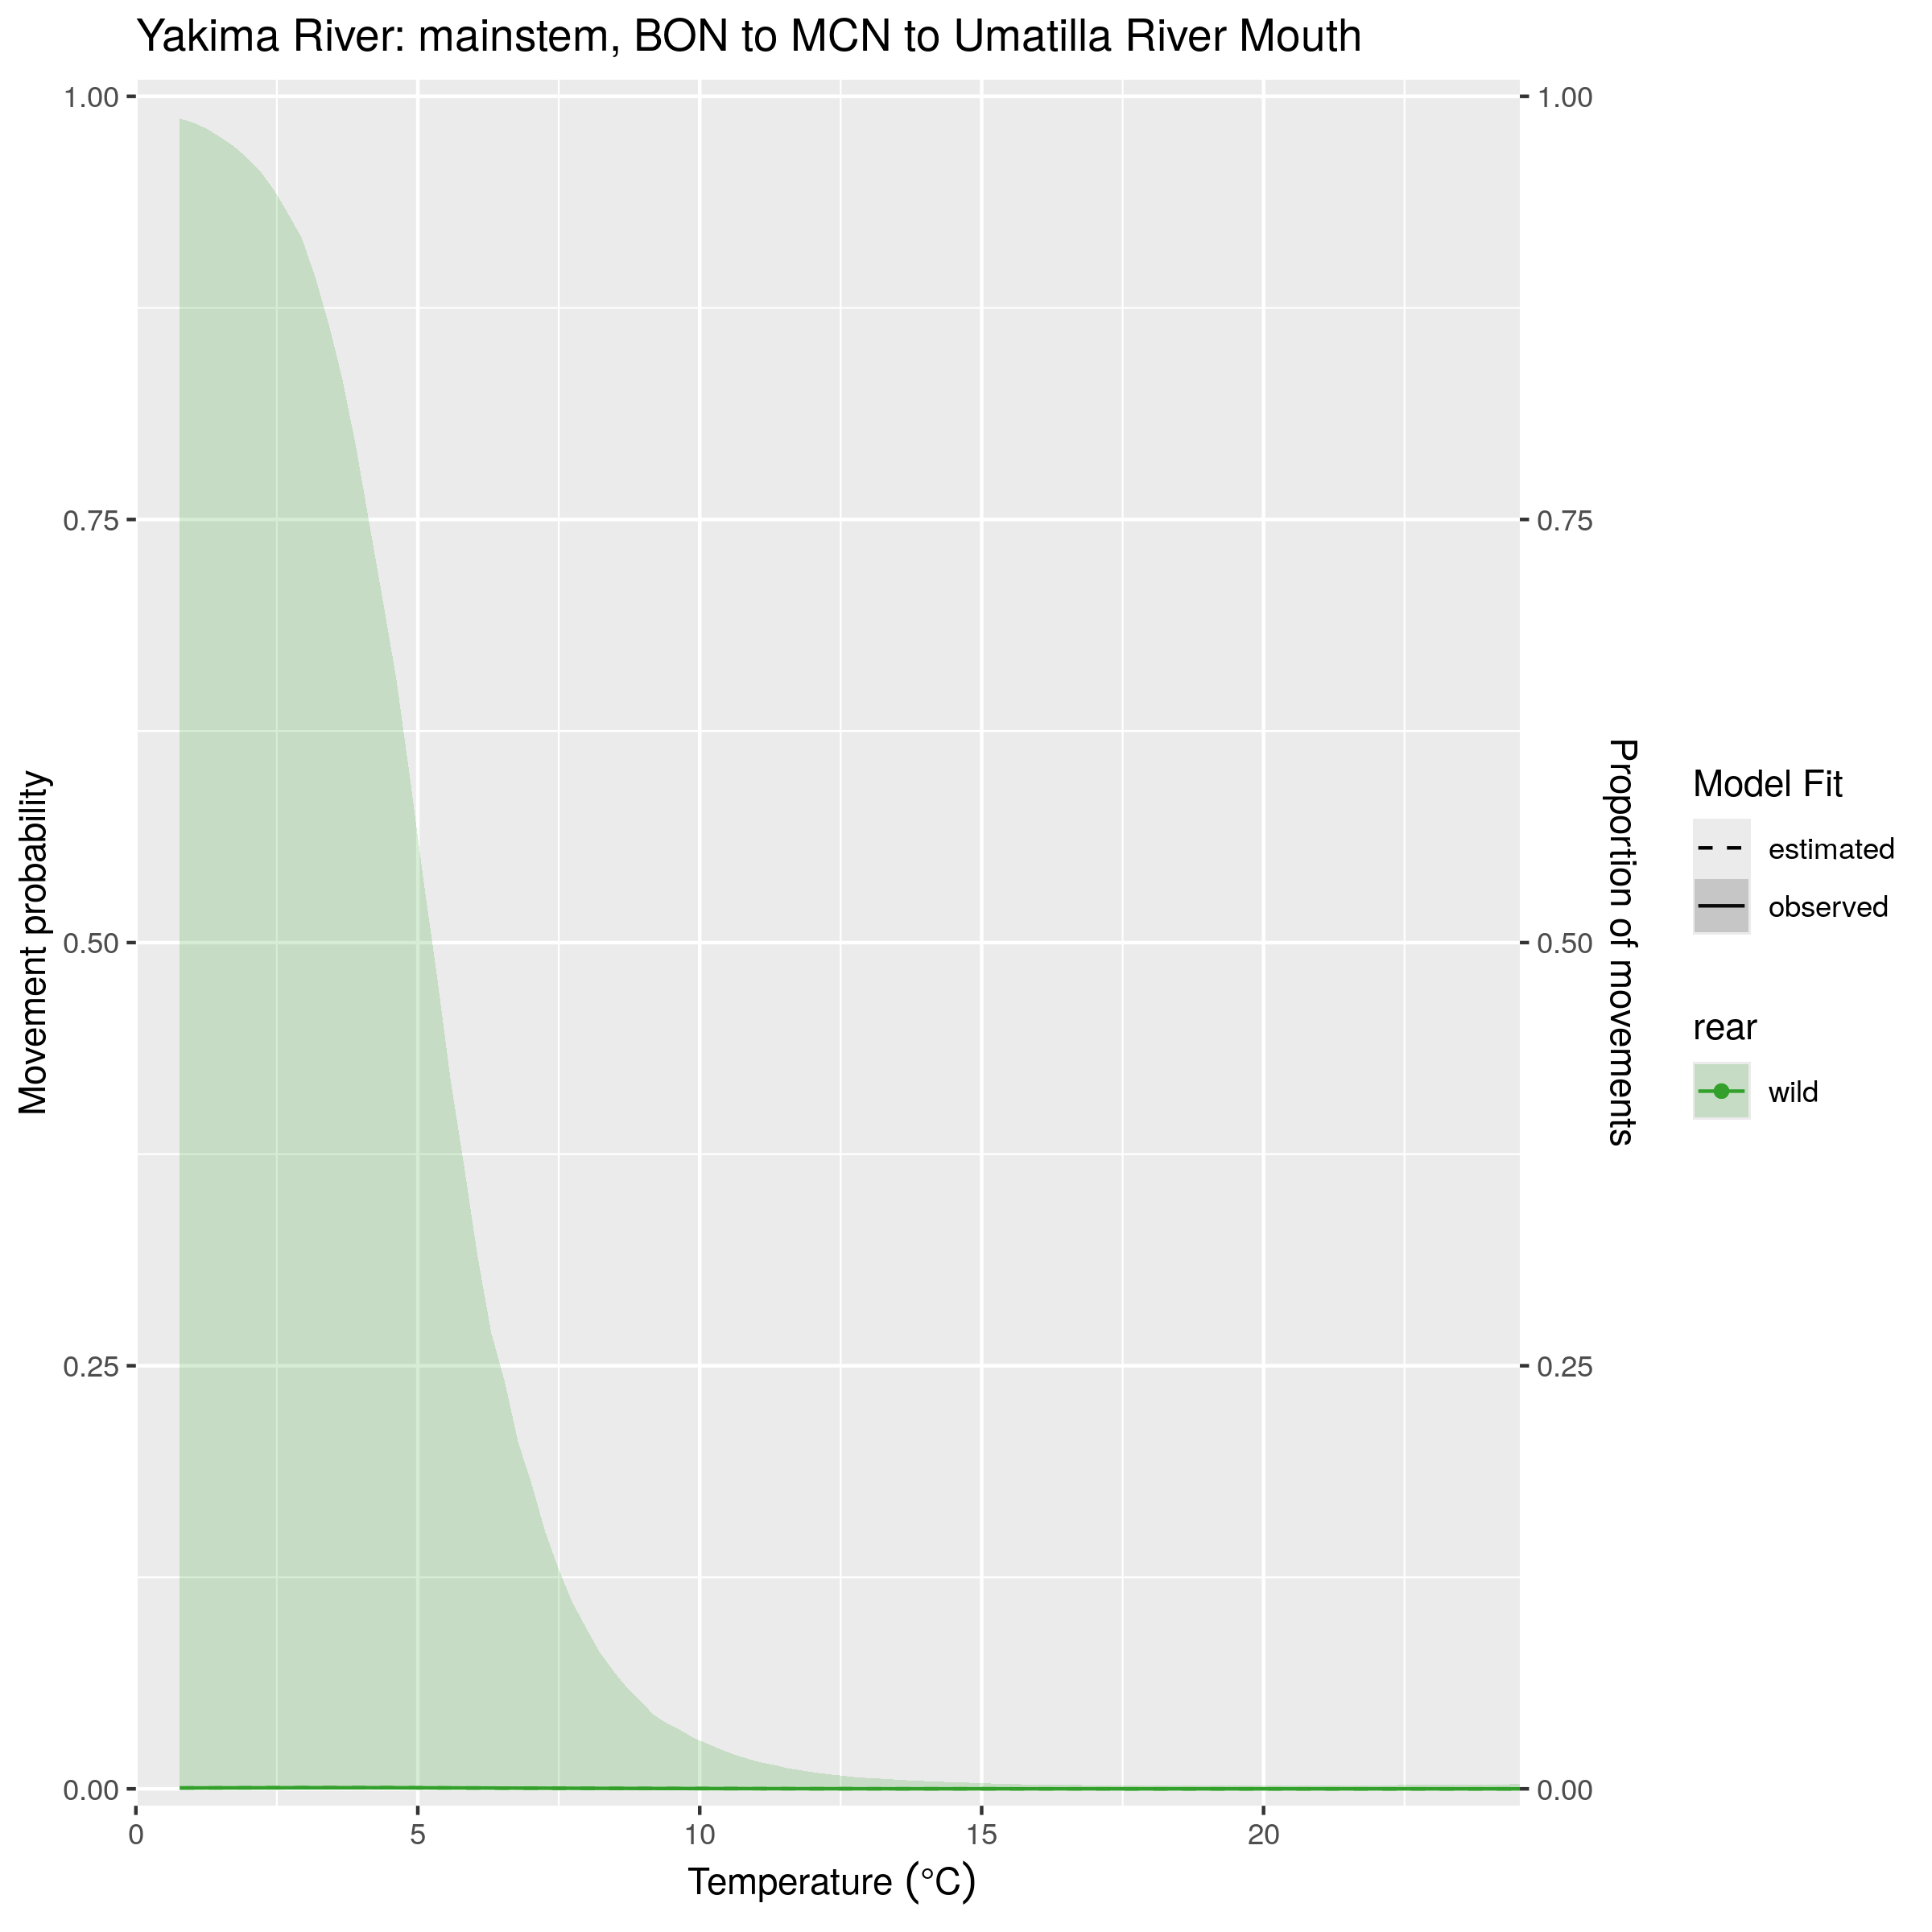 Yakima River: mainstem, BON to MCN to Umatilla River Mouth
Movement probability
1.00
0.75
0.50
0.25
0.00
0
5
10
15
20
Temperature (°C)
1.00
0.75
0.50
0.25
0.00
Proportion of movements
Model Fit
estimated
observed
rear
wild